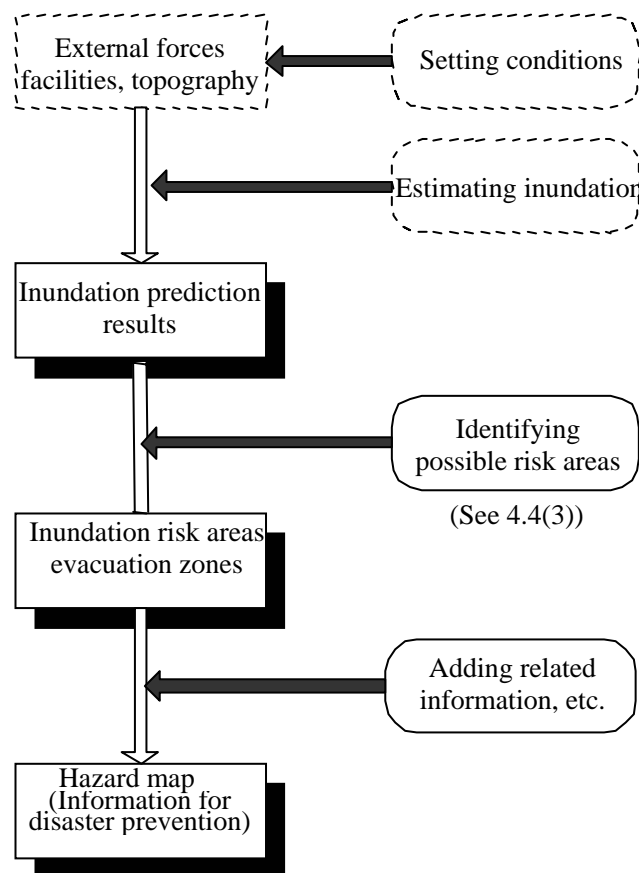 External forces
facilities, topography
Setting conditions
Estimating inundation
Inundation prediction
results
Identifying
possible risk areas
(See 4.4(3))
Inundation risk areas
evacuation zones
Adding related
information, etc.
Hazard map
(Information for
disaster prevention)